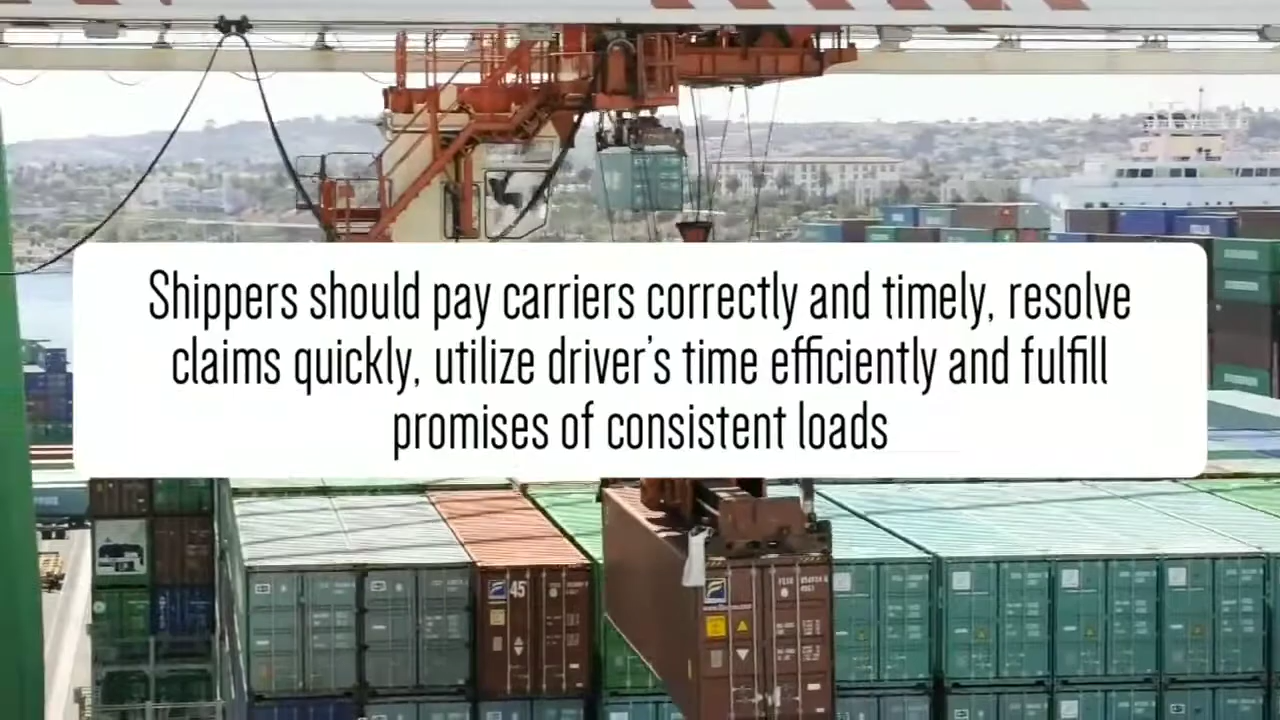 Shippers should pay carriers correctly and timely, resolve
claims quickly, utilize driver’s time efficiently and fulfill
promises of consistent loads
45'